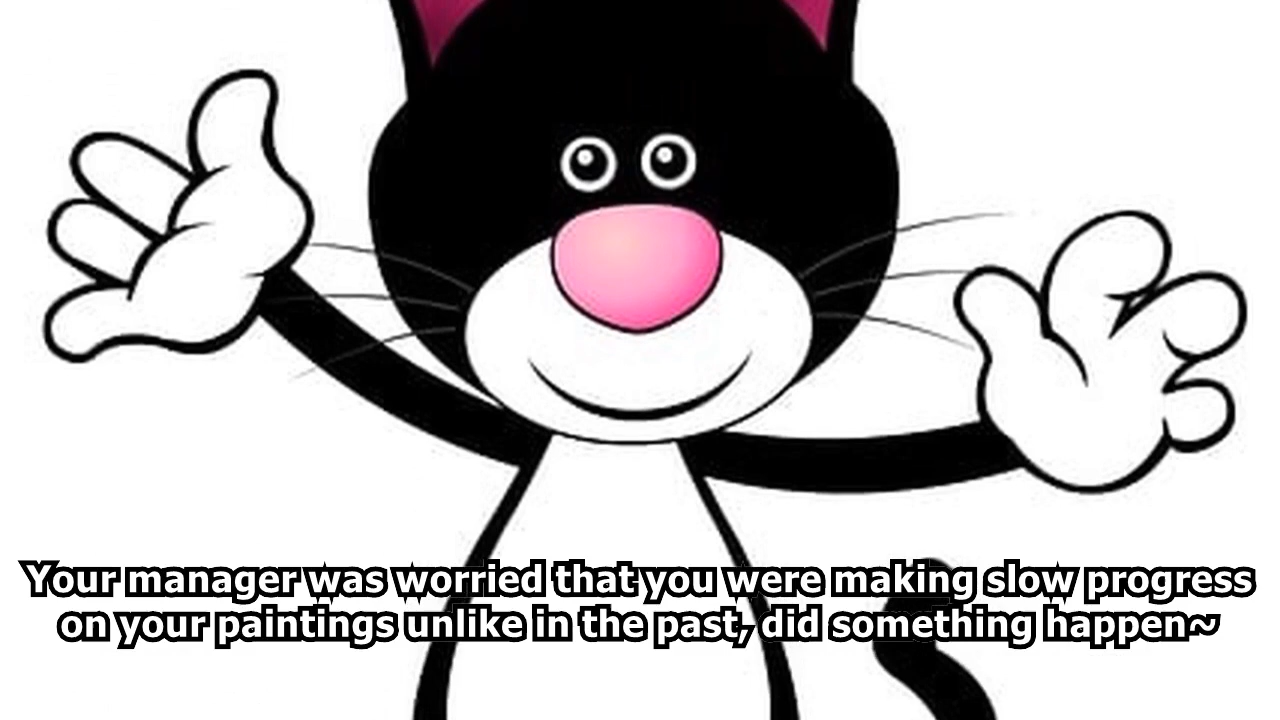 Your manager was worried that you were making slow progress
on your paintings unlike in the past, did something happen~